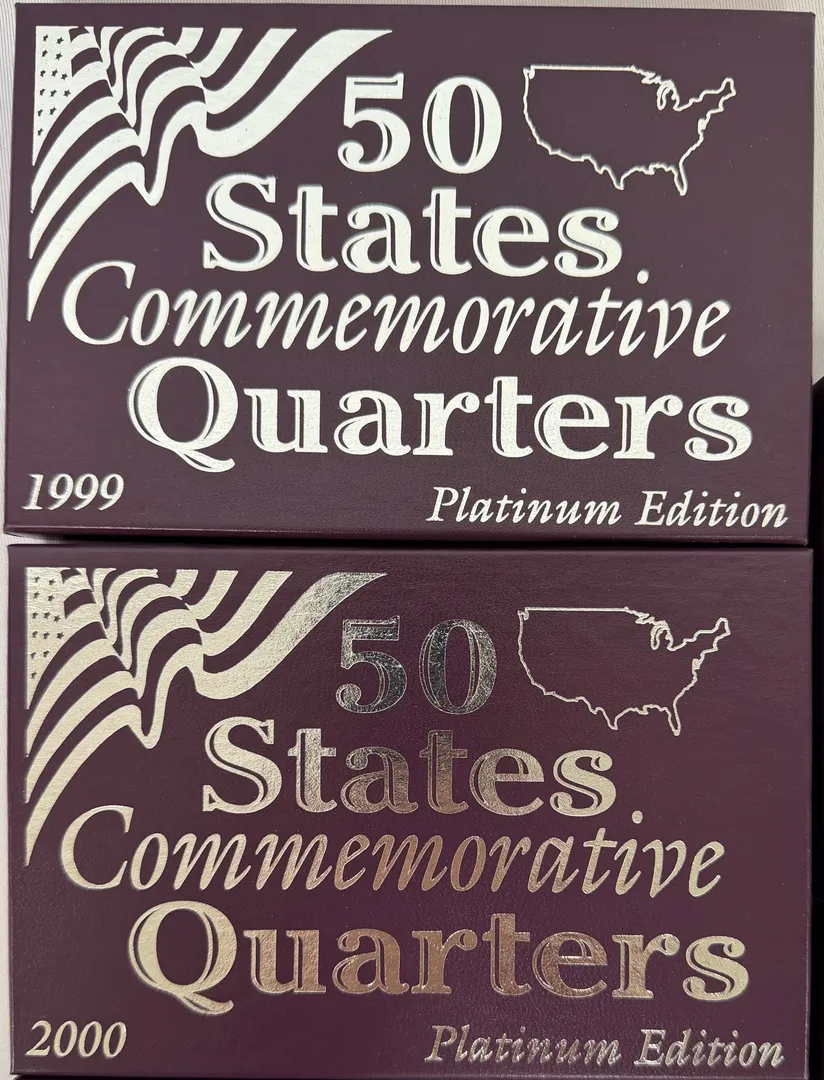 50
States
Commemorative
Quarters
1999 Platinum Edition
50
States
Commemorative
Quarters
2000 Platinum Edition